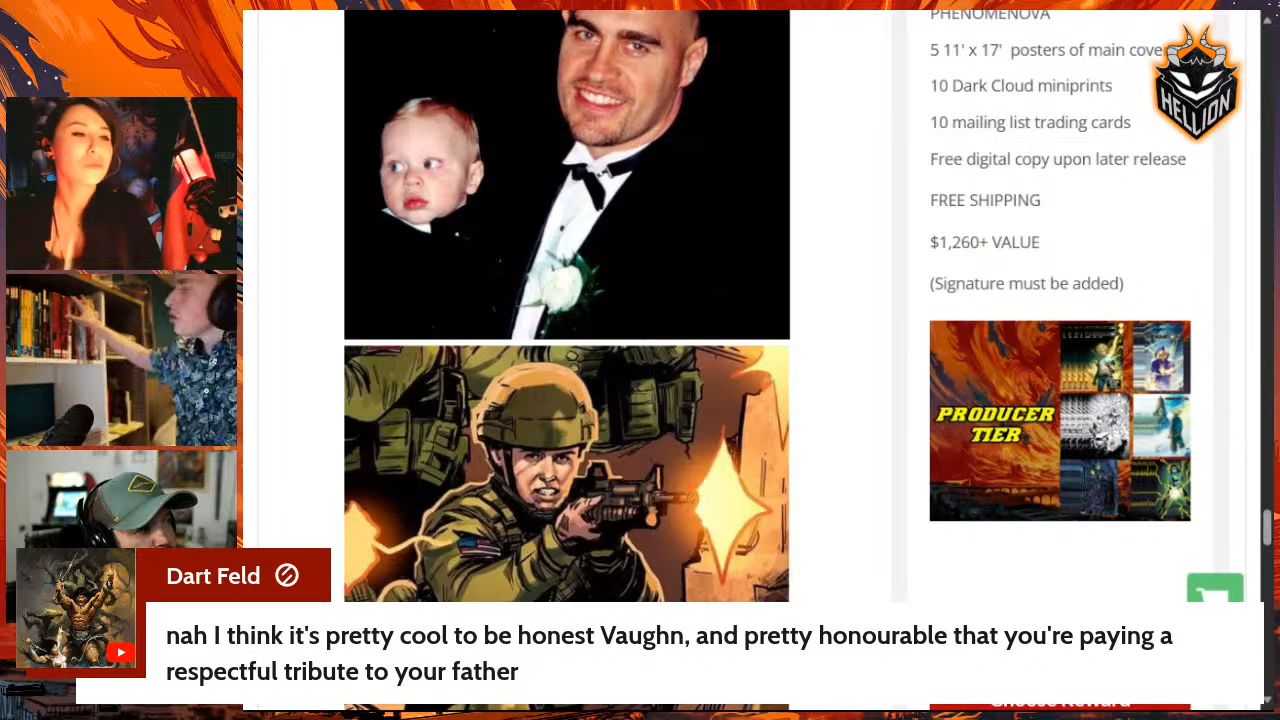 PHENOMENOVA
5 11' x 17' posters of main cove
10 Dark Cloud miniprints
10 mailing list trading cards
Free digital copy upon later release
FREE SHIPPING
$1,260+ VALUE
(Signature must be added)
HELLION
PRODUCER
TIER
Dart Feld
nah I think it's pretty cool to be honest Vaughn, and pretty honourable that you're paying a
respectful tribute to your father
Choose Reward